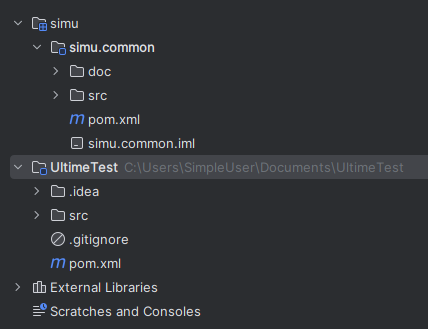 simu
simu.common
doc
src
pom.xml
simu.common.iml
UltimeTest C:\Users\SimpleUser\Documents\UltimeTest
.idea
src
.gitignore
pom.xml
External Libraries
Scratches and Consoles